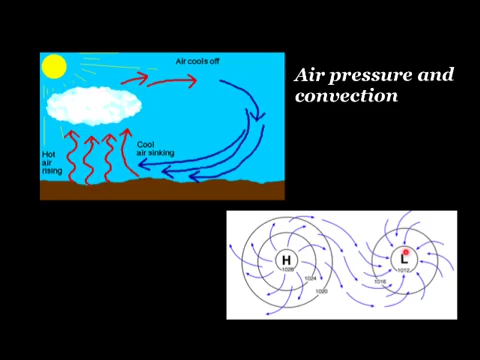 Air cools off
Air pressure and
convection
Hot
air
rising
Cool
air sinking
H
1028
1024
1020
L
1012
1016